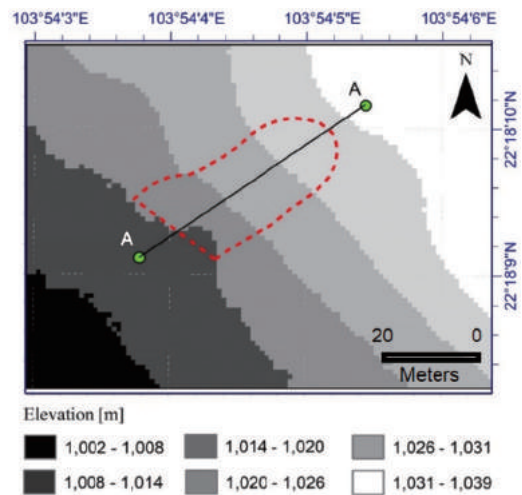 103°54'3"E 103°54'4"E 103°54'5"E 103°54'6"E
N
A
22°18'10"N
A
22°18'9"N
20 0
Meters
Elevation [m]
1,002 - 1,008 1,014 - 1,020 1,026 - 1,031
1,008 - 1,014 1,020 - 1,026 1,031 - 1,039